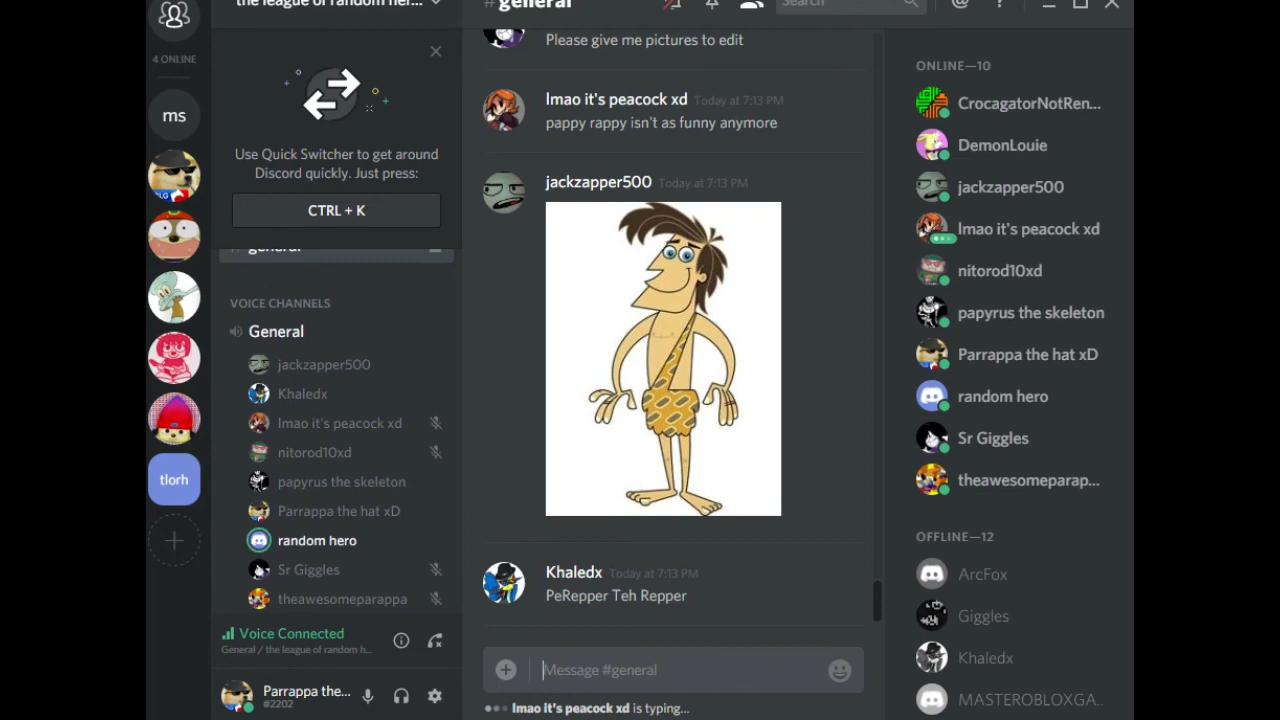 4 ONLINE
ms
tlorh
the league of random her...
Use Quick Switcher to get around
Discord quickly. Just press:
CTRL + K
general
VOICE CHANNELS
General
jackzapper500
Khaledx
lmao it's peacock xd
nitorod10xd
papyrus the skeleton
Parrappa the hat xD
random hero
Sr Giggles
theawesomeparappa
Voice Connected
General / the league of random h...
Parrappa the...
#2202
#general
Search
Please give me pictures to edit
lmao it's peacock xd Today at 7:13 PM
pappy rappy isn't as funny anymore
jackzapper500 Today at 7:13 PM
Khaledx Today at 7:13 PM
PeRepper Teh Repper
Message #general
lmao it's peacock xd is typing...
ONLINE—10
CrocagatorNotRen...
DemonLouie
jackzapper500
lmao it's peacock xd
nitorod10xd
papyrus the skeleton
Parrappa the hat xD
random hero
Sr Giggles
theawesomeparap...
OFFLINE—12
ArcFox
Giggles
Khaledx
MASTEROBLOXGA...